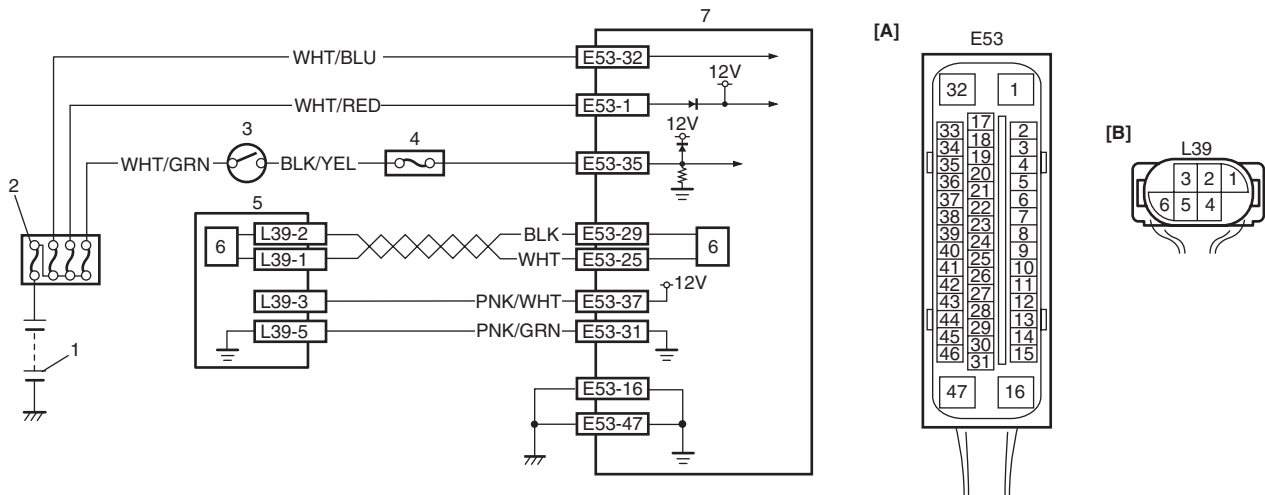 7
WHT/BLU
E53-32
12V
WHT/RED
E53-1
3
4
12V
WHT/GRN
BLK/YEL
E53-35
2
5
6
L39-2
BLK
E53-29
6
L39-1
WHT
E53-25
12V
L39-3
PNK/WHT
E53-37
L39-5
PNK/GRN
E53-31
1
E53-16
E53-47
[A]
E53
32 1
17
33 2
18
34 3
19
35 4
20
36 5
21
37 6
22
38 7
23
39 8
24
40 9
25
41 10
26
42 11
27
43 12
28
44 13
29
45 14
30
46 15
31
47 16
[B]
L39
3 2 1
6 5 4